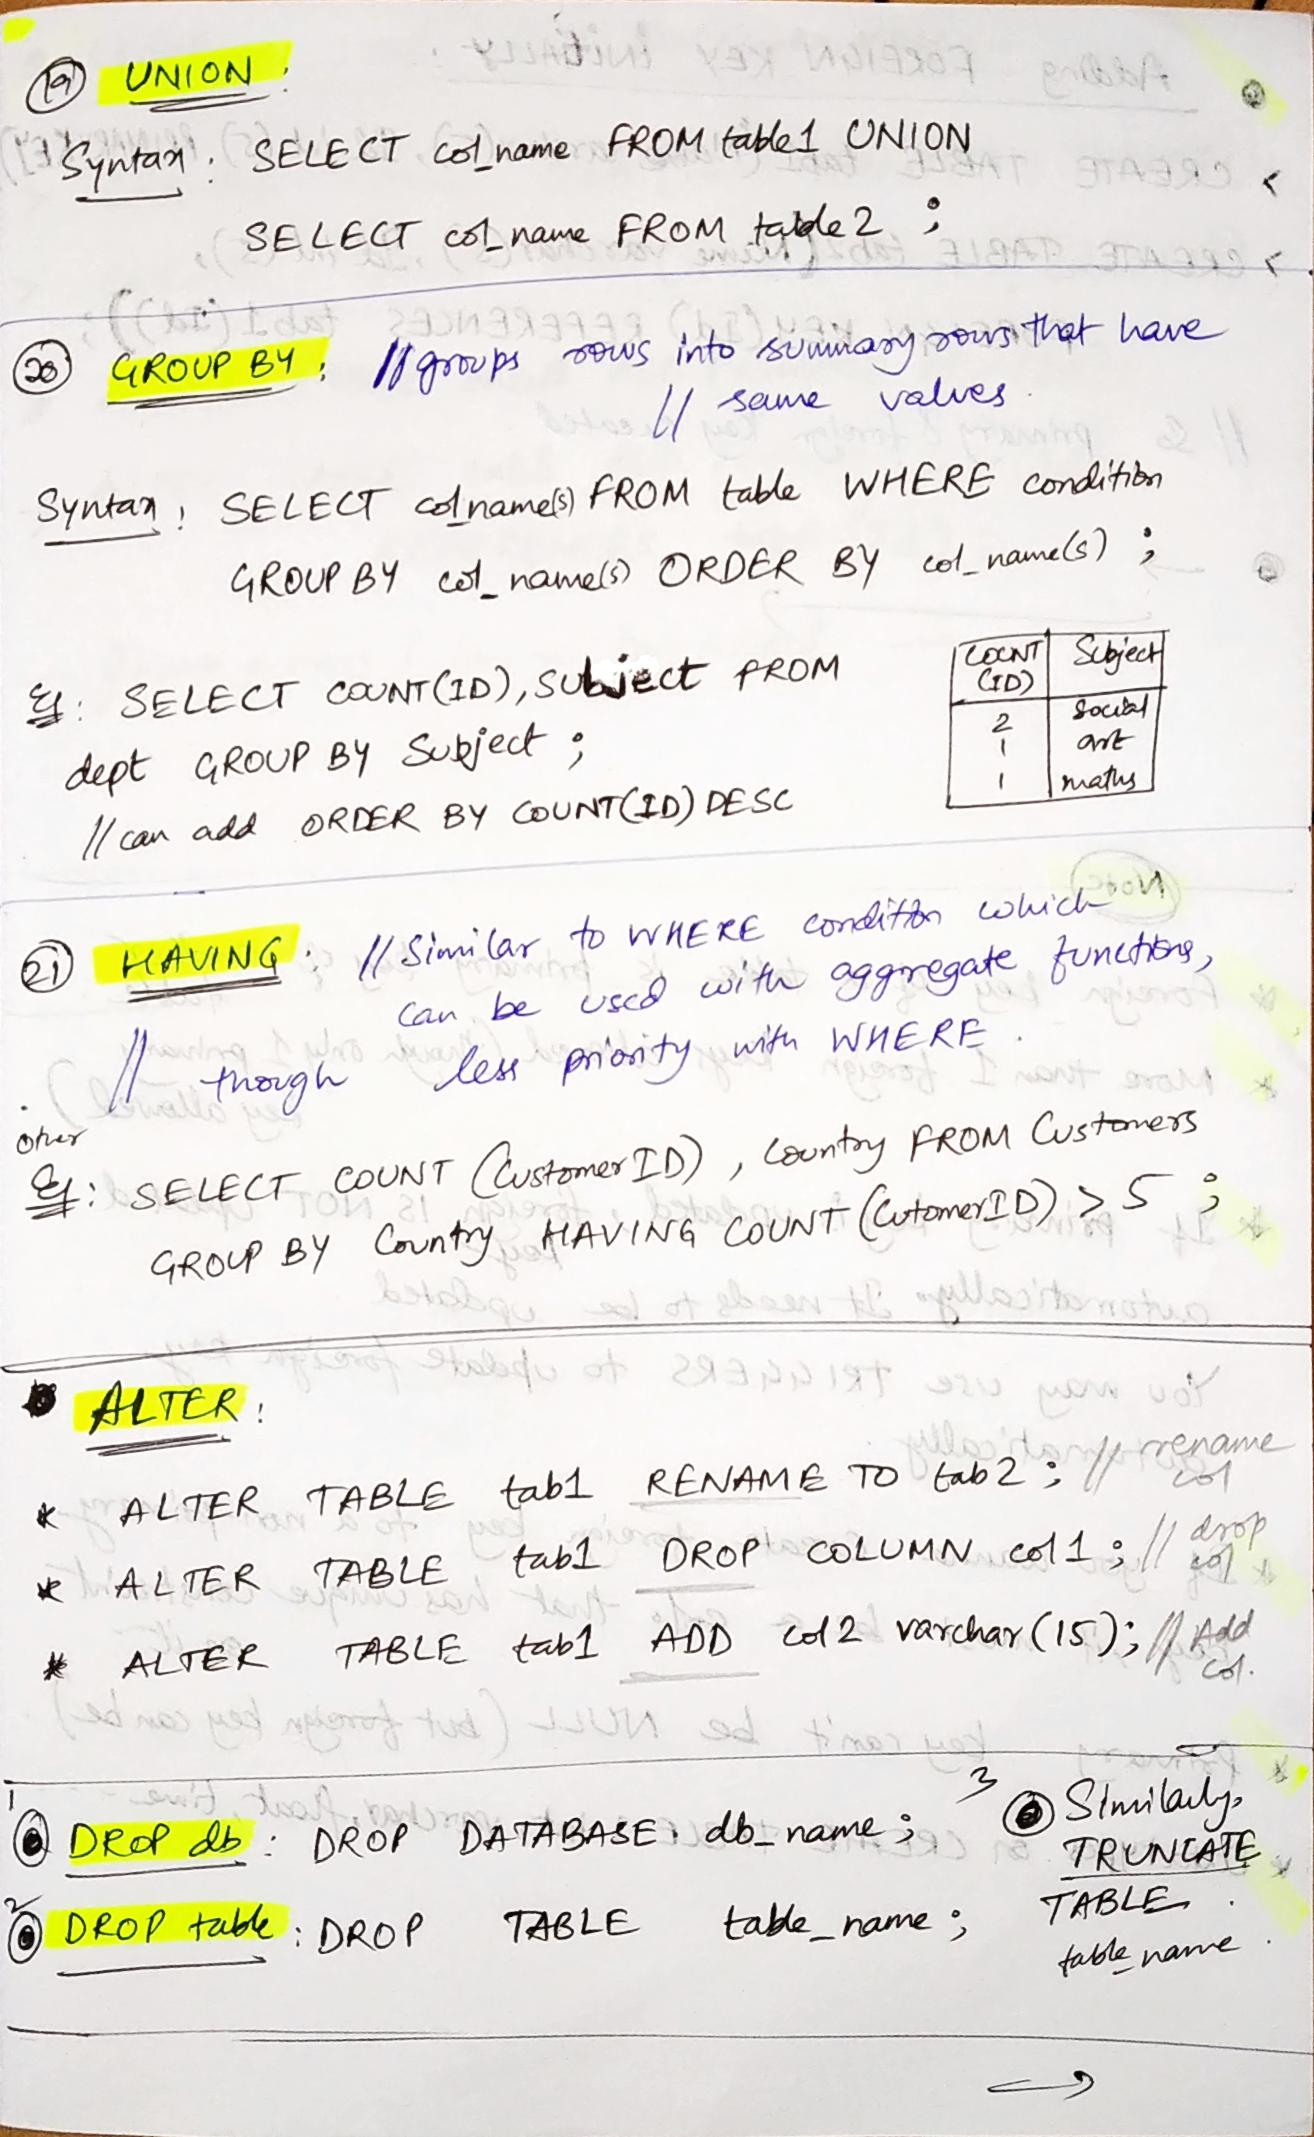 19 UNION :
Syntax : SELECT col_name FROM table1 UNION
SELECT col_name FROM table2 ;
20 GROUP BY : // groups rows into summary rows that have
// same values.
Syntax : SELECT col_name(s) FROM table WHERE condition
GROUP BY col_name(s) ORDER BY col_name(s) ;
Eg : SELECT COUNT(ID), Subject FROM
dept GROUP BY Subject ;
// can add ORDER BY COUNT(ID) DESC
COUNT(ID) Subject
2 social
1 art
1 maths
21 HAVING : // Similar to WHERE condition which
can be used with aggregate functions,
// though less priority with WHERE.
other
Eg : SELECT COUNT (CustomerID) , Country FROM Customers
GROUP BY Country HAVING COUNT (CutomerID) > 5 ;
ALTER :
* ALTER TABLE tab1 RENAME TO tab2 ; // rename col
* ALTER TABLE tab1 DROP COLUMN col1 ; // drop col
* ALTER TABLE tab1 ADD col2 varchar(15) ; // Add col.
1 DROP db : DROP DATABASE db_name ;
2 DROP table : DROP TABLE table_name ;
3 Similarly,
TRUNCATE
TABLE
table_name .